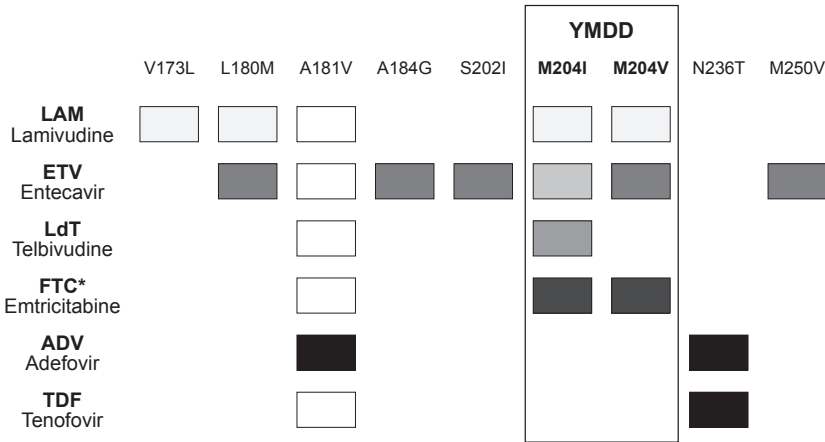 YMDD
V173L L180M A181V A184G S202I M204I M204V N236T M250V
LAM
Lamivudine
ETV
Entecavir
LdT
Telbivudine
FTC*
Emtricitabine
ADV
Adefovir
TDF
Tenofovir